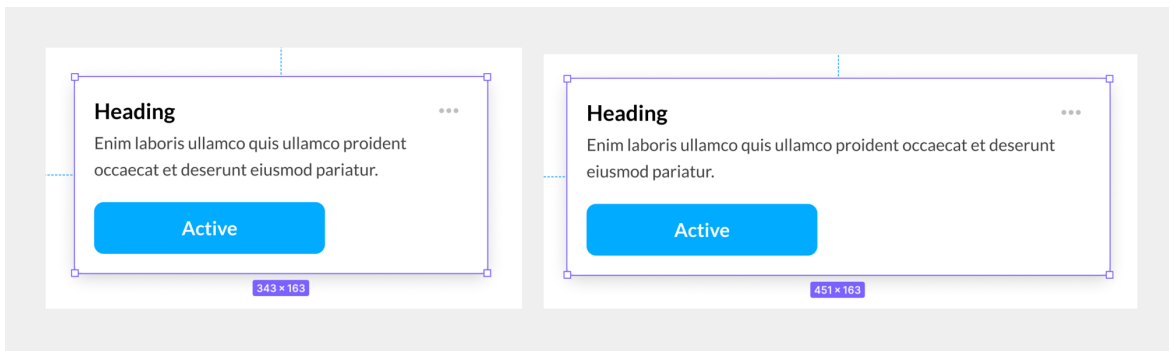 Heading
Enim laboris ullamco quis ullamco proident
occaecat et deserunt eiusmod pariatur.
Active
343 × 163
Heading
Enim laboris ullamco quis ullamco proident occaecat et deserunt
eiusmod pariatur.
Active
451 × 163